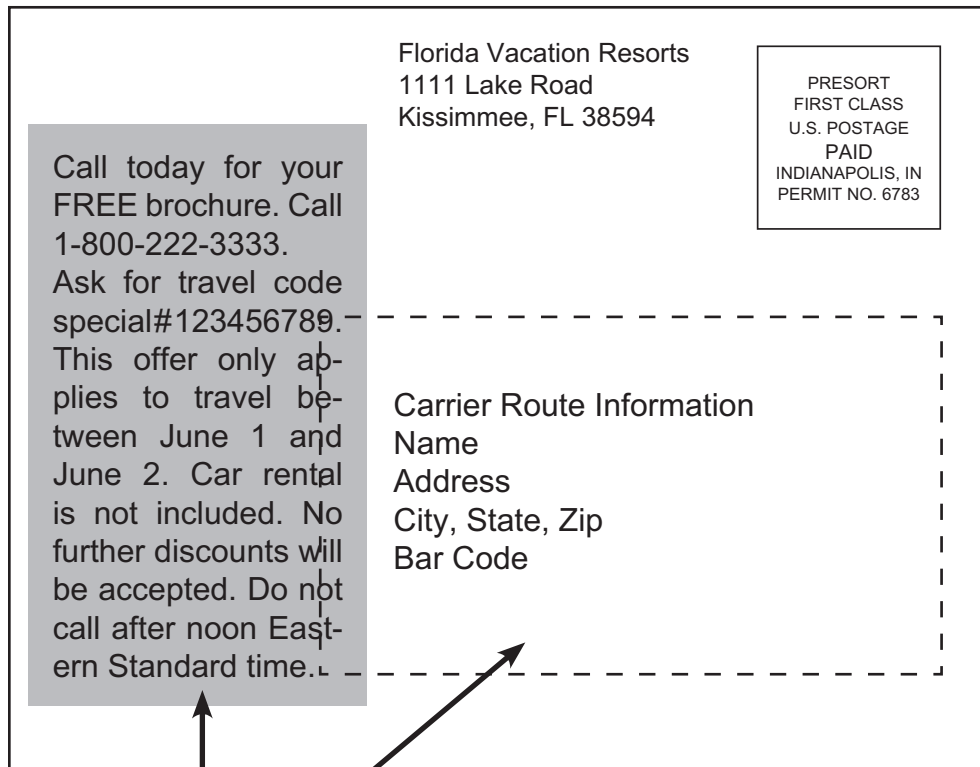 Florida Vacation Resorts
1111 Lake Road
Kissimmee, FL 38594
PRESORT
FIRST CLASS
U.S. POSTAGE
PAID
INDIANAPOLIS, IN
PERMIT NO. 6783
Call today for your
FREE brochure. Call
1-800-222-3333.
Ask for travel code
special#123456789.
This offer only ap-
plies to travel be-
tween June 1 and
June 2. Car rental
is not included. No
further discounts will
be accepted. Do not
call after noon East-
ern Standard time.
Carrier Route Information
Name
Address
City, State, Zip
Bar Code